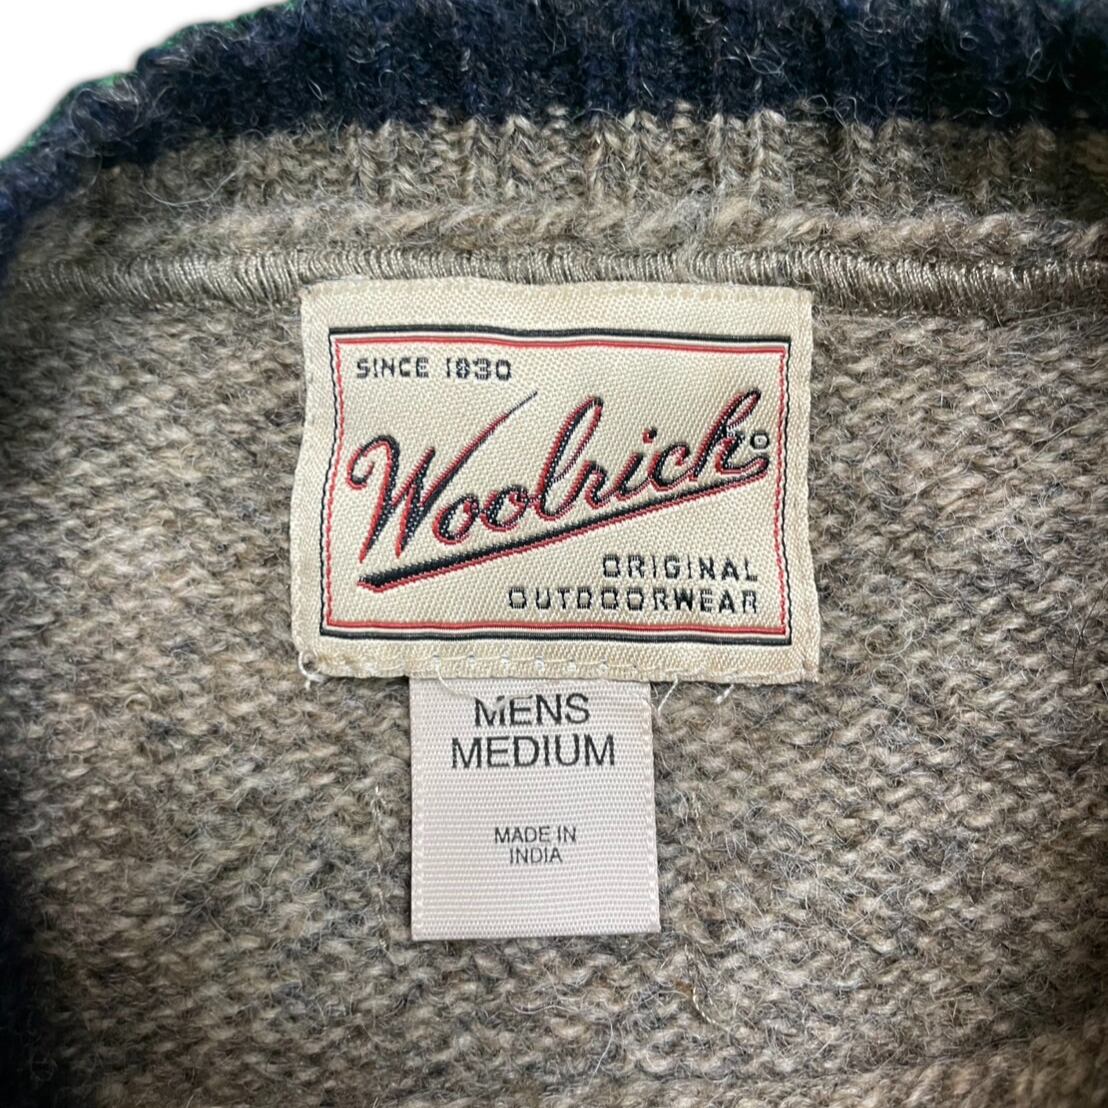 SINCE 1830
Woolrich®
ORIGINAL
OUTDOORWEAR
MENS
MEDIUM
MADE IN
INDIA